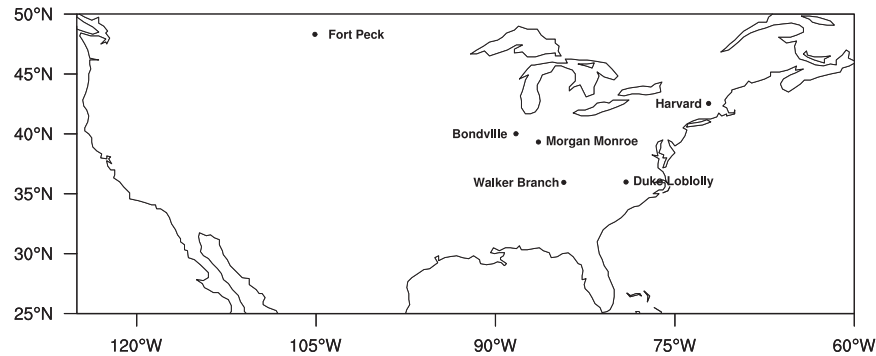 50°N
Fort Peck
45°N
Harvard
40°N
Bondville
Morgan Monroe
Walker Branch
Duke Loblolly
35°N
30°N
25°N
120°W 105°W 90°W 75°W 60°W